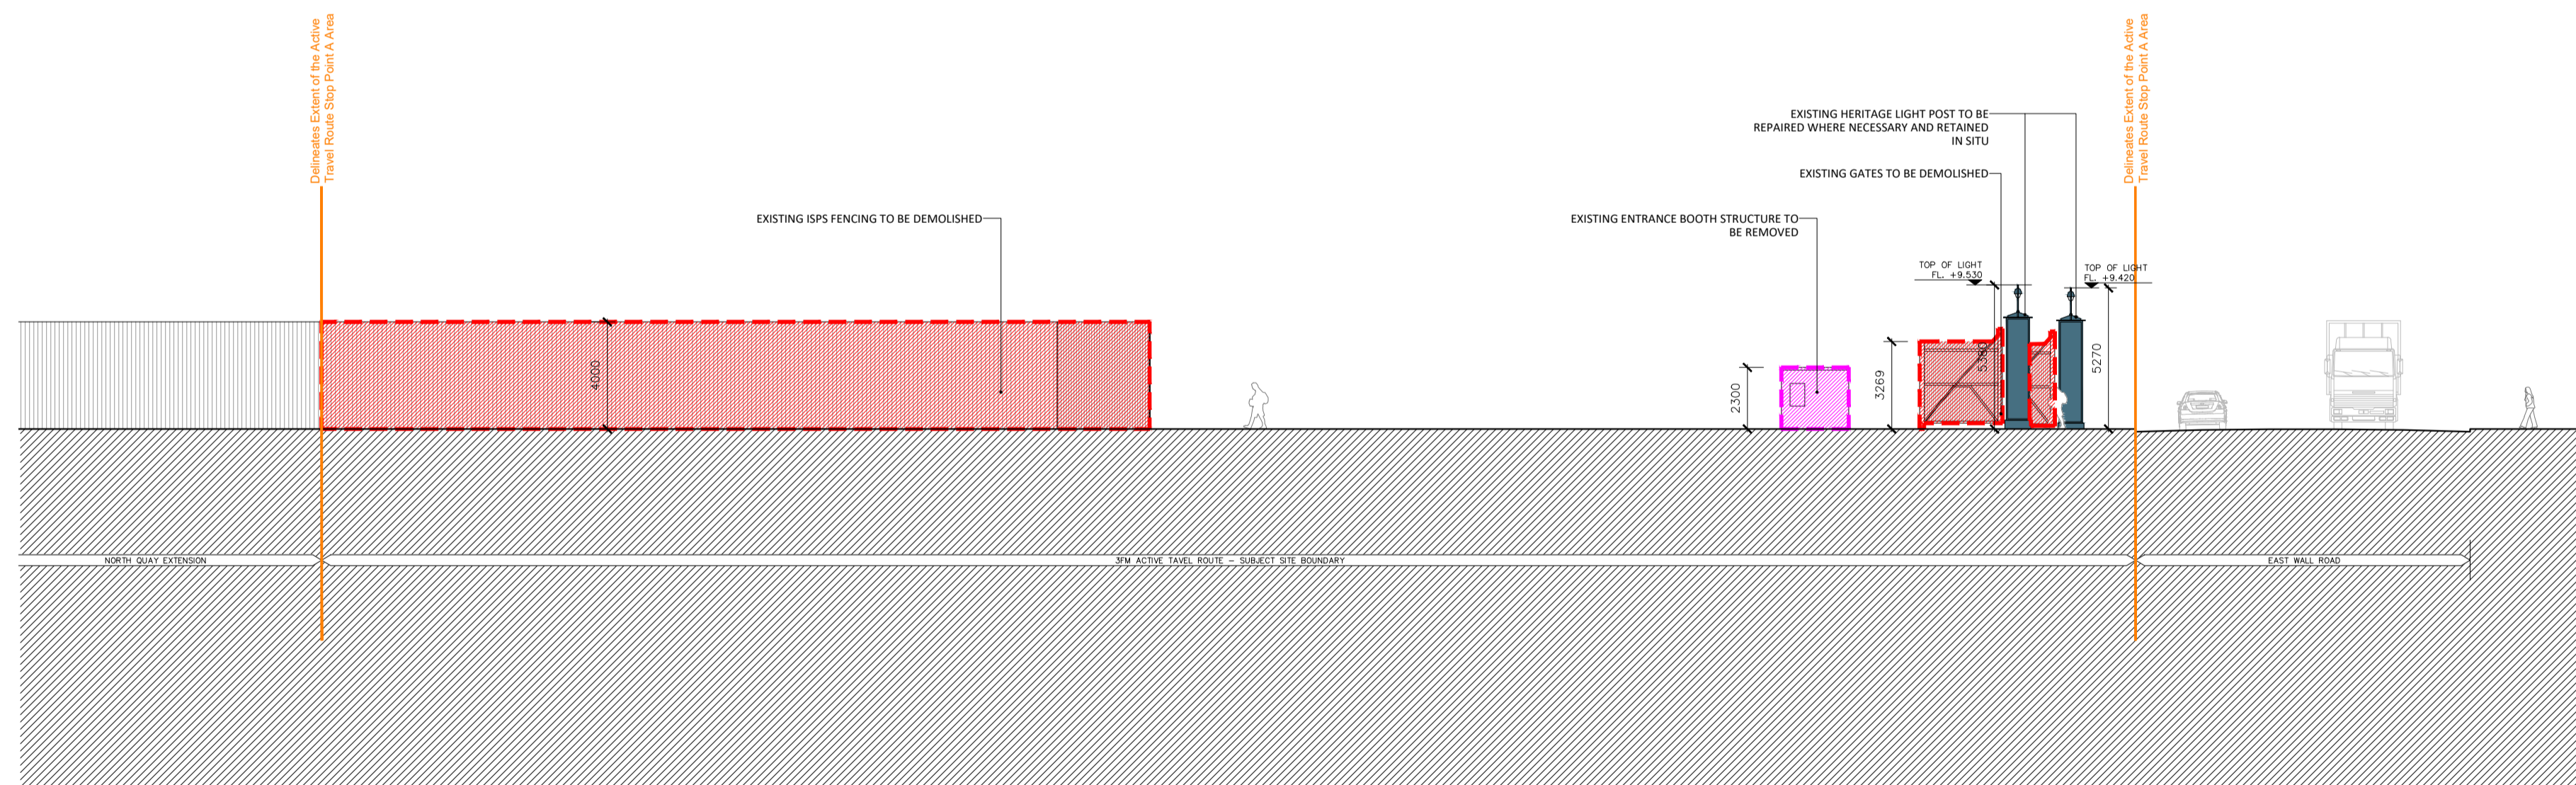 Delineates Extent of the Active
Travel Route Stop Point A Area
EXISTING ISPS FENCING TO BE DEMOLISHED
EXISTING HERITAGE LIGHT POST TO BE
REPAIRED WHERE NECESSARY AND RETAINED
IN SITU
EXISTING GATES TO BE DEMOLISHED
EXISTING ENTRANCE BOOTH STRUCTURE TO
BE REMOVED
TOP OF LIGHT
FL. +9.530
TOP OF LIGHT
FL. +9.420
Delineates Extent of the Active
Travel Route Stop Point A Area
4000
2300
3269
5270
NORTH QUAY EXTENSION
3FM ACTIVE TAVEL ROUTE - SUBJECT SITE BOUNDARY
EAST WALL ROAD